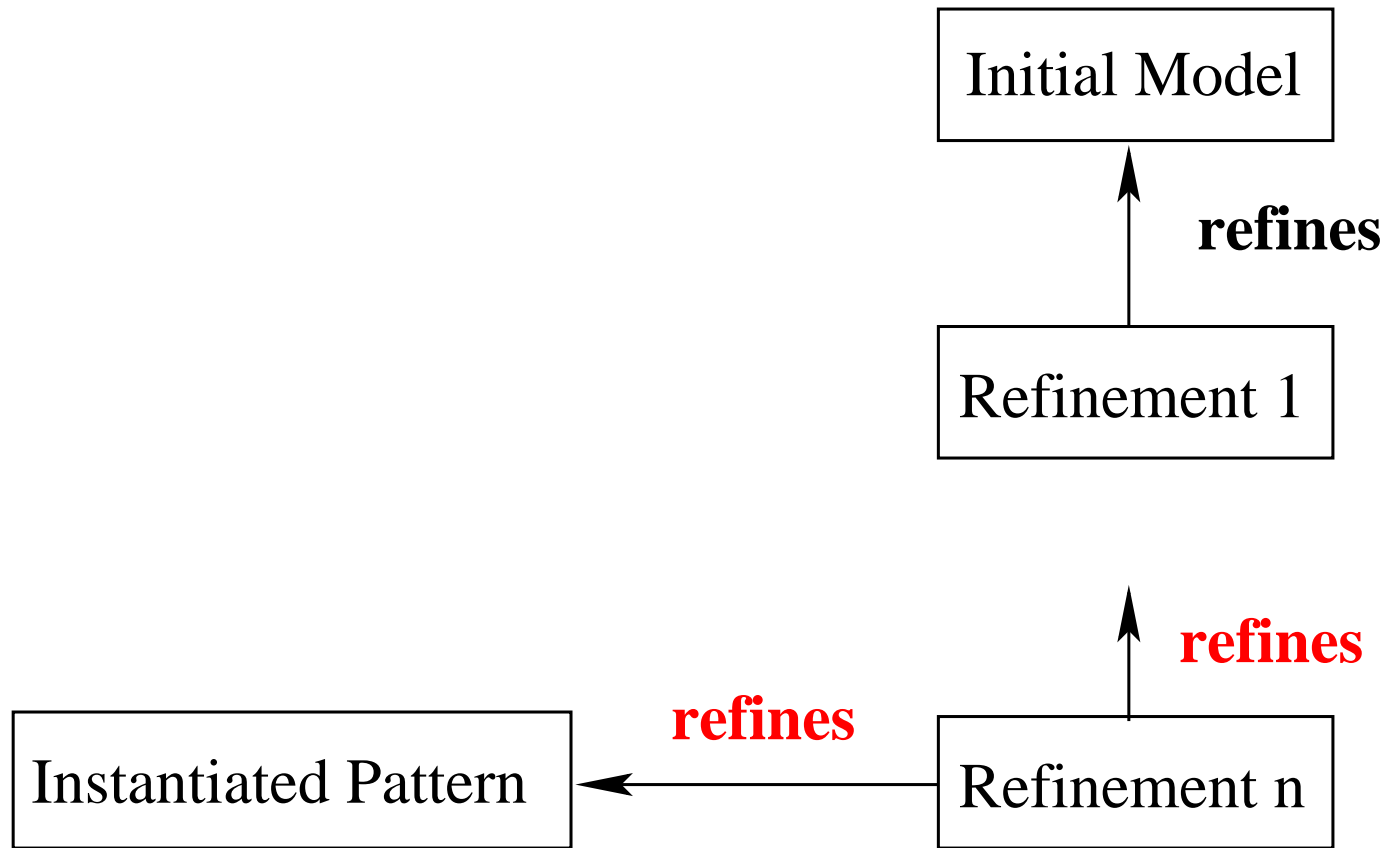 Initial Model
refines
Refinement 1
refines
refines
Instantiated Pattern
Refinement n